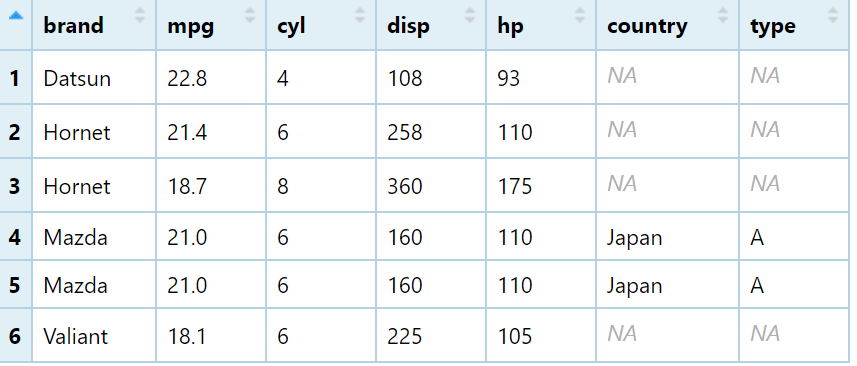 brand mpg cyl disp hp country type
1 Datsun 22.8 4 108 93 NA NA
2 Hornet 21.4 6 258 110 NA NA
3 Hornet 18.7 8 360 175 NA NA
4 Mazda 21.0 6 160 110 Japan A
5 Mazda 21.0 6 160 110 Japan A
6 Valiant 18.1 6 225 105 NA NA